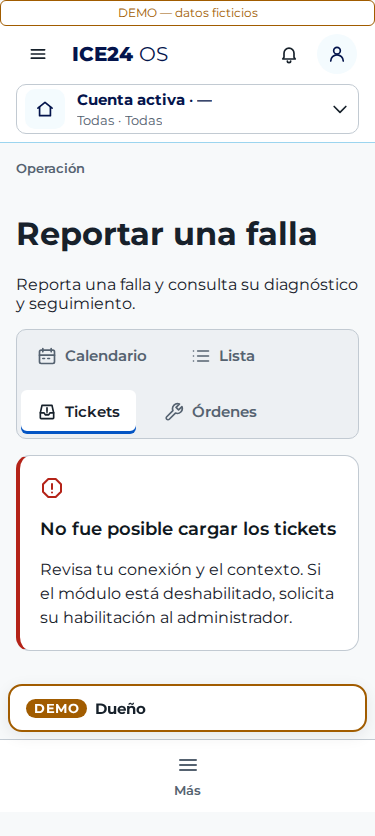 DEMO — datos ficticios
ICE24 OS
Cuenta activa · —
Todas · Todas
Operación
Reportar una falla
Reporta una falla y consulta su diagnóstico
y seguimiento.
Calendario
Lista
Tickets
Órdenes
No fue posible cargar los tickets
Revisa tu conexión y el contexto. Si
el módulo está deshabilitado, solicita
su habilitación al administrador.
DEMO Dueño
Más